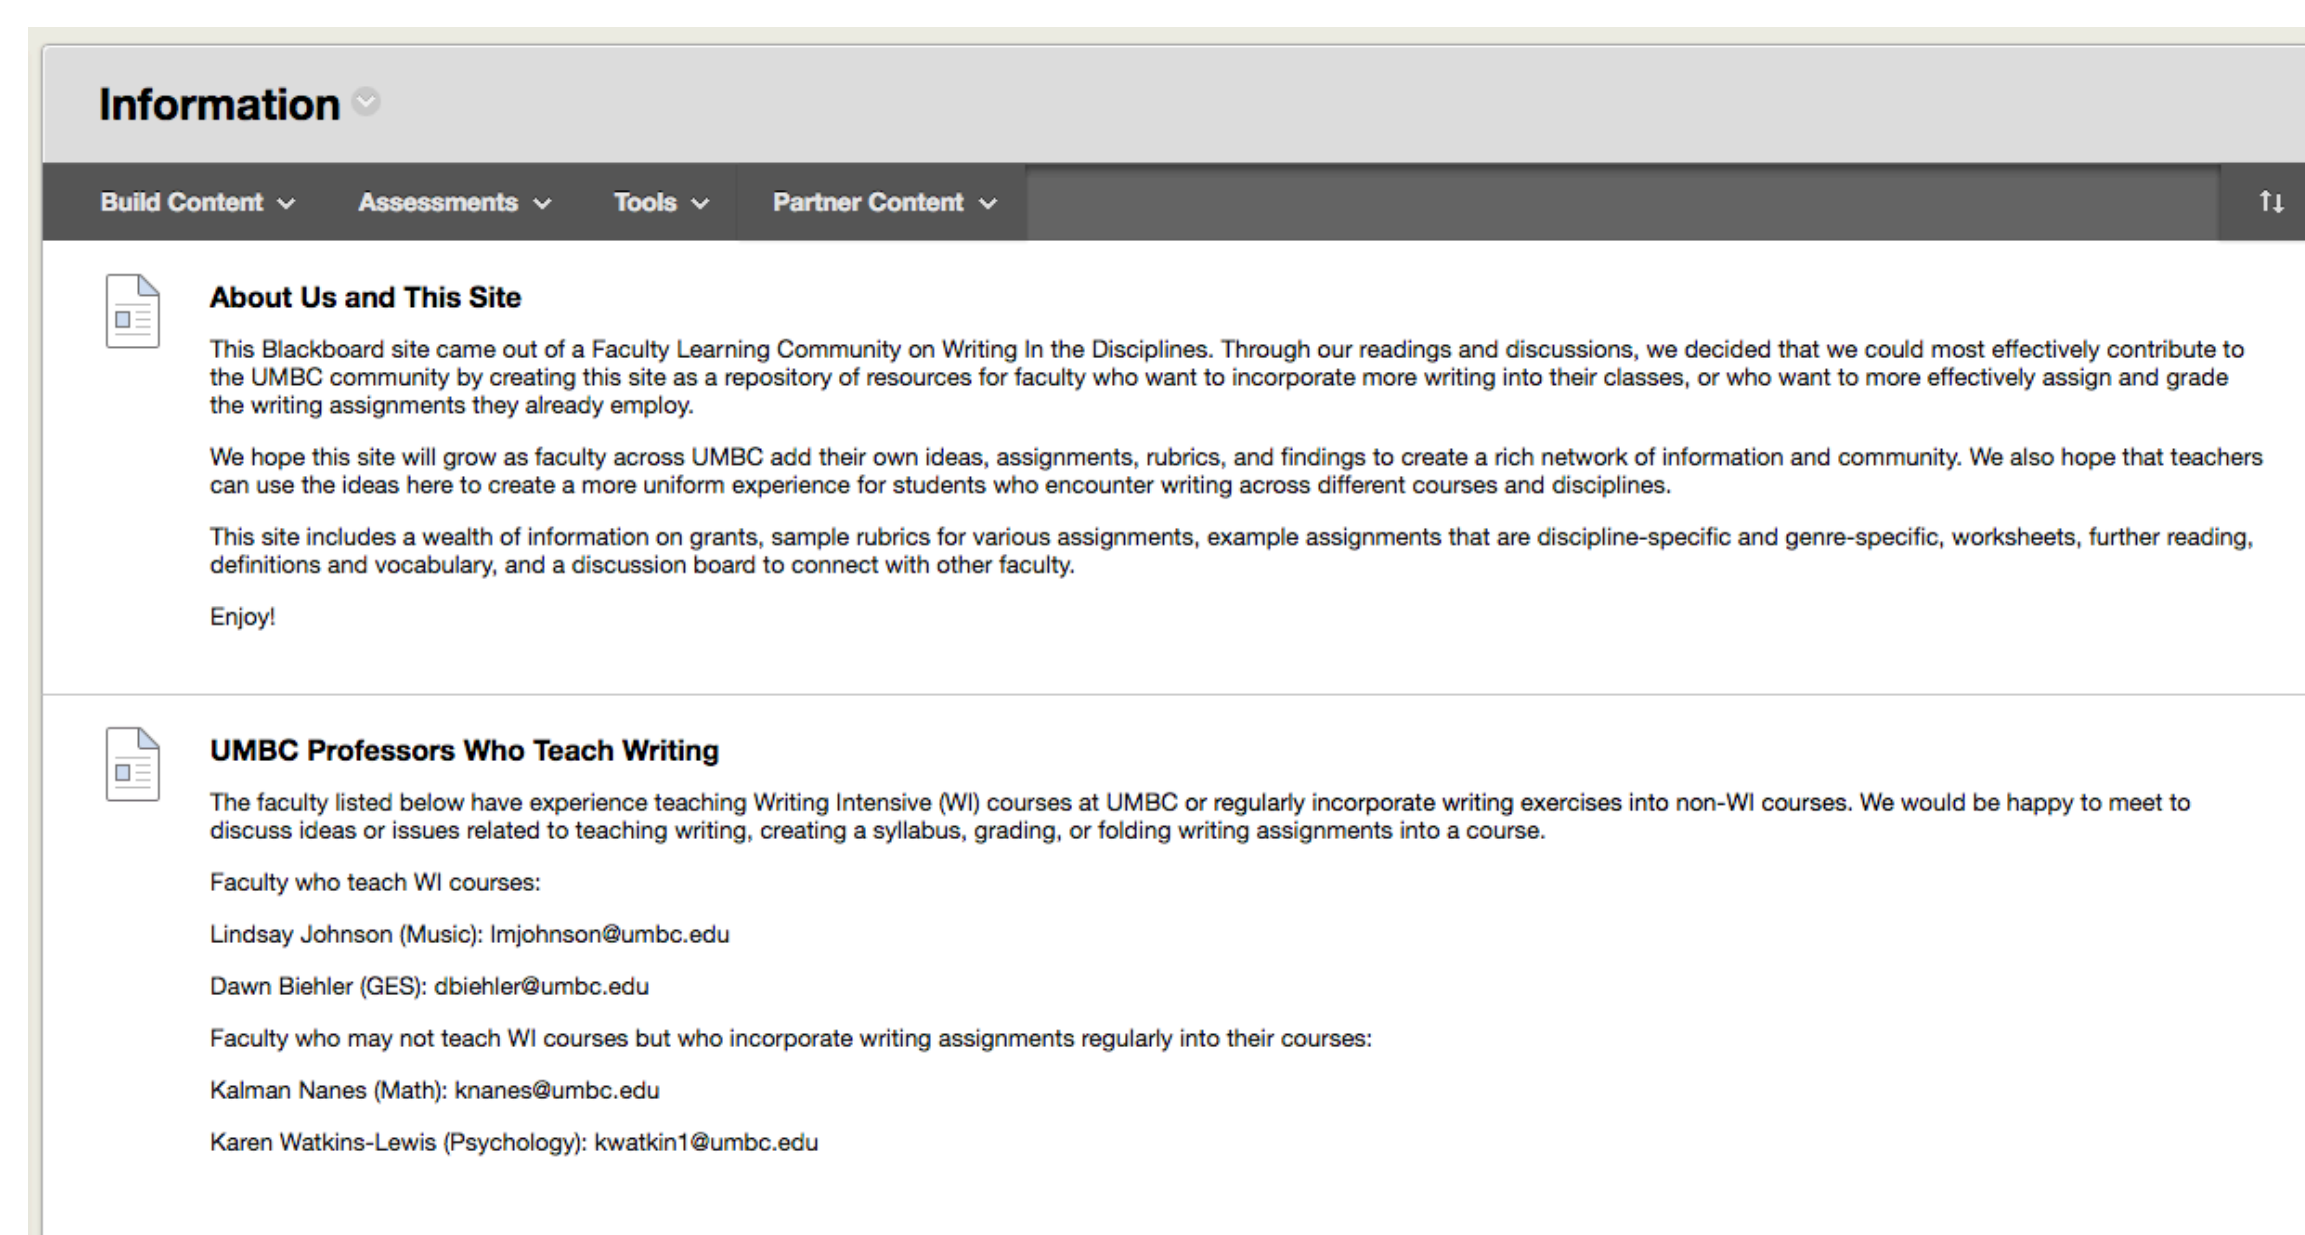 Information
Build Content
Assessments
Tools
Partner Content
About Us and This Site
This Blackboard site came out of a Faculty Learning Community on Writing In the Disciplines. Through our readings and discussions, we decided that we could most effectively contribute to
the UMBC community by creating this site as a repository of resources for faculty who want to incorporate more writing into their classes, or who want to more effectively assign and grade
the writing assignments they already employ.
We hope this site will grow as faculty across UMBC add their own ideas, assignments, rubrics, and findings to create a rich network of information and community. We also hope that teachers
can use the ideas here to create a more uniform experience for students who encounter writing across different courses and disciplines.
This site includes a wealth of information on grants, sample rubrics for various assignments, example assignments that are discipline-specific and genre-specific, worksheets, further reading,
definitions and vocabulary, and a discussion board to connect with other faculty.
Enjoy!
UMBC Professors Who Teach Writing
The faculty listed below have experience teaching Writing Intensive (WI) courses at UMBC or regularly incorporate writing exercises into non-WI courses. We would be happy to meet to
discuss ideas or issues related to teaching writing, creating a syllabus, grading, or folding writing assignments into a course.
Faculty who teach WI courses:
Lindsay Johnson (Music): lmjohnson@umbc.edu
Dawn Biehler (GES): dbiehler@umbc.edu
Faculty who may not teach WI courses but who incorporate writing assignments regularly into their courses:
Kalman Nanes (Math): knanes@umbc.edu
Karen Watkins-Lewis (Psychology): kwatkin1@umbc.edu